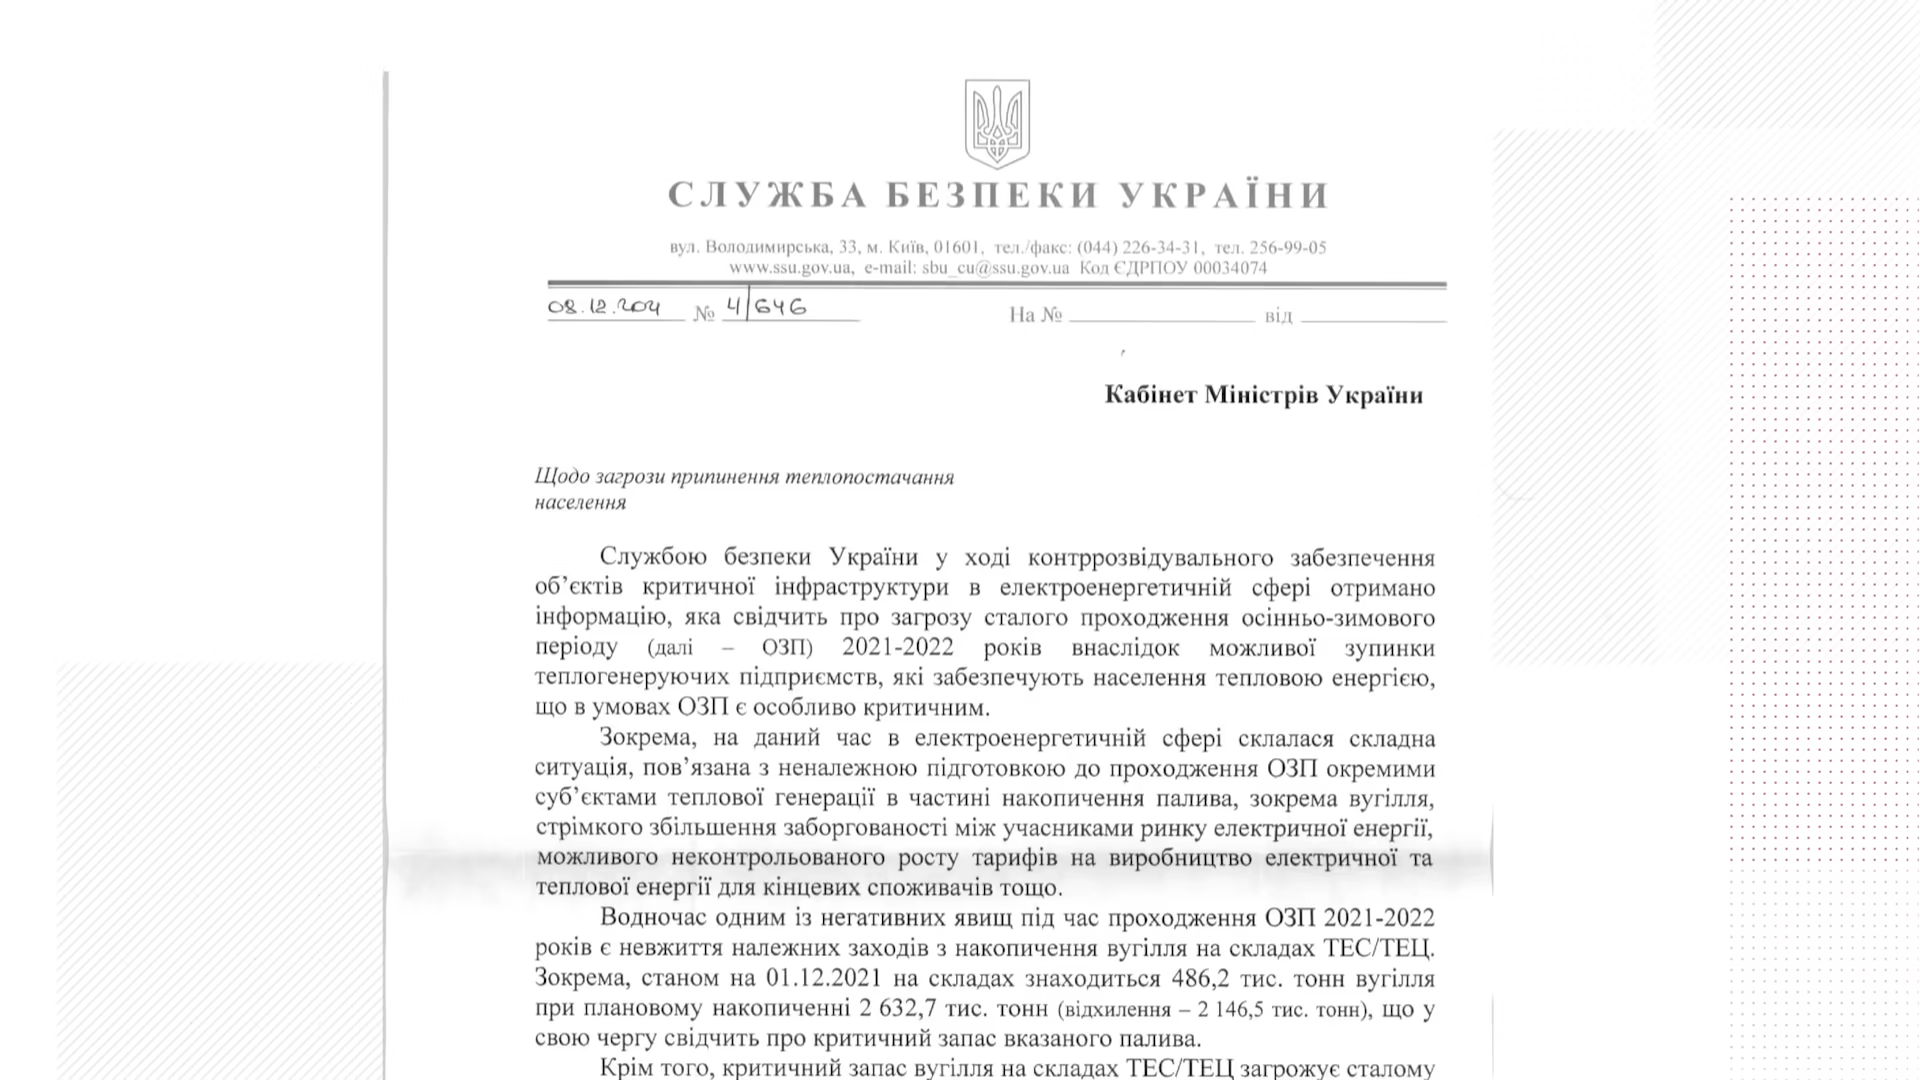 СЛУЖБА БЕЗПЕКИ УКРАЇНИ
вул. Володимирська, 33, м. Київ, 01601, тел./факс: (044) 226-34-31, тел. 256-99-05
www.ssu.gov.ua, e-mail: sbu_cu@ssu.gov.ua Код ЄДРПОУ 00034074
08.12.2021 № 4/646 На № від
Кабінет Міністрів України
Щодо загрози припинення теплопостачання
населення
Службою безпеки України у ході контррозвідувального забезпечення
об’єктів критичної інфраструктури в електроенергетичній сфері отримано
інформацію, яка свідчить про загрозу сталого проходження осінньо-зимового
періоду (далі – ОЗП) 2021-2022 років внаслідок можливої зупинки
теплогенеруючих підприємств, які забезпечують населення тепловою енергією,
що в умовах ОЗП є особливо критичним.
Зокрема, на даний час в електроенергетичній сфері склалася складна
ситуація, пов’язана з неналежною підготовкою до проходження ОЗП окремими
суб’єктами теплової генерації в частині накопичення палива, зокрема вугілля,
стрімкого збільшення заборгованості між учасниками ринку електричної енергії,
можливого неконтрольованого росту тарифів на виробництво електричної та
теплової енергії для кінцевих споживачів тощо.
Водночас одним із негативних явищ під час проходження ОЗП 2021-2022
років є невжиття належних заходів з накопичення вугілля на складах ТЕС/ТЕЦ.
Зокрема, станом на 01.12.2021 на складах знаходиться 486,2 тис. тонн вугілля
при плановому накопиченні 2 632,7 тис. тонн (відхилення – 2 146,5 тис. тонн), що у
свою чергу свідчить про критичний запас вказаного палива.
Крім того, критичний запас вугілля на складах ТЕС/ТЕЦ загрожує сталому